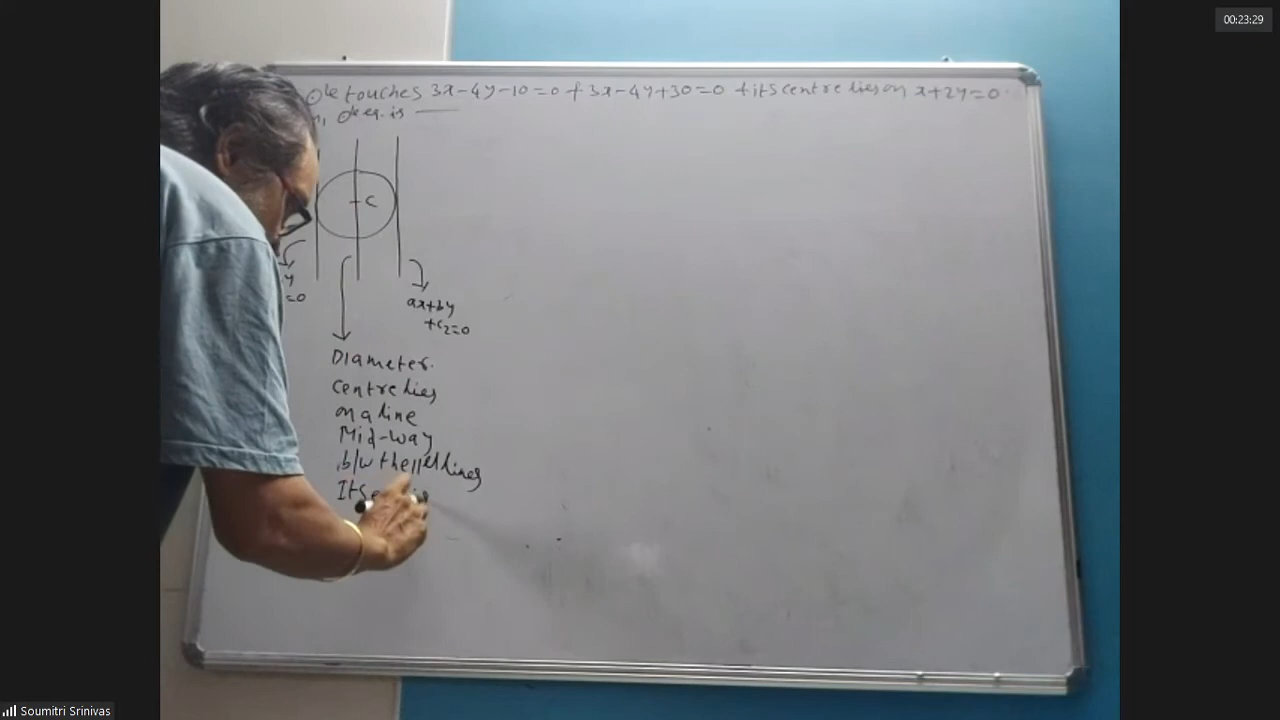 00:23:29
Ole touches 3x-4y-10=0 & 3x-4y+30=0 & its centre lies on x+2y=0.
eq. is —
C
y
=0
ax+by
+c₂=0
Diameter.
Centre lies
on a line
Mid-way
b/w the ||el lines
Its
Soumitri Srinivas